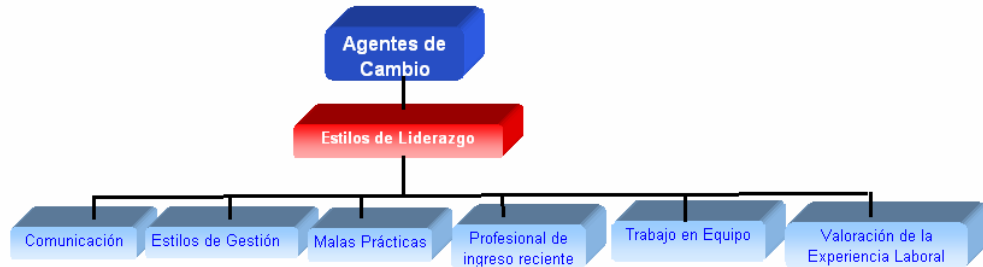 Agentes de
Cambio
Estilos de Liderazgo
Comunicación
Estilos de Gestión
Malas Prácticas
Profesional de
ingreso reciente
Trabajo en Equipo
Valoración de la
Experiencia Laboral